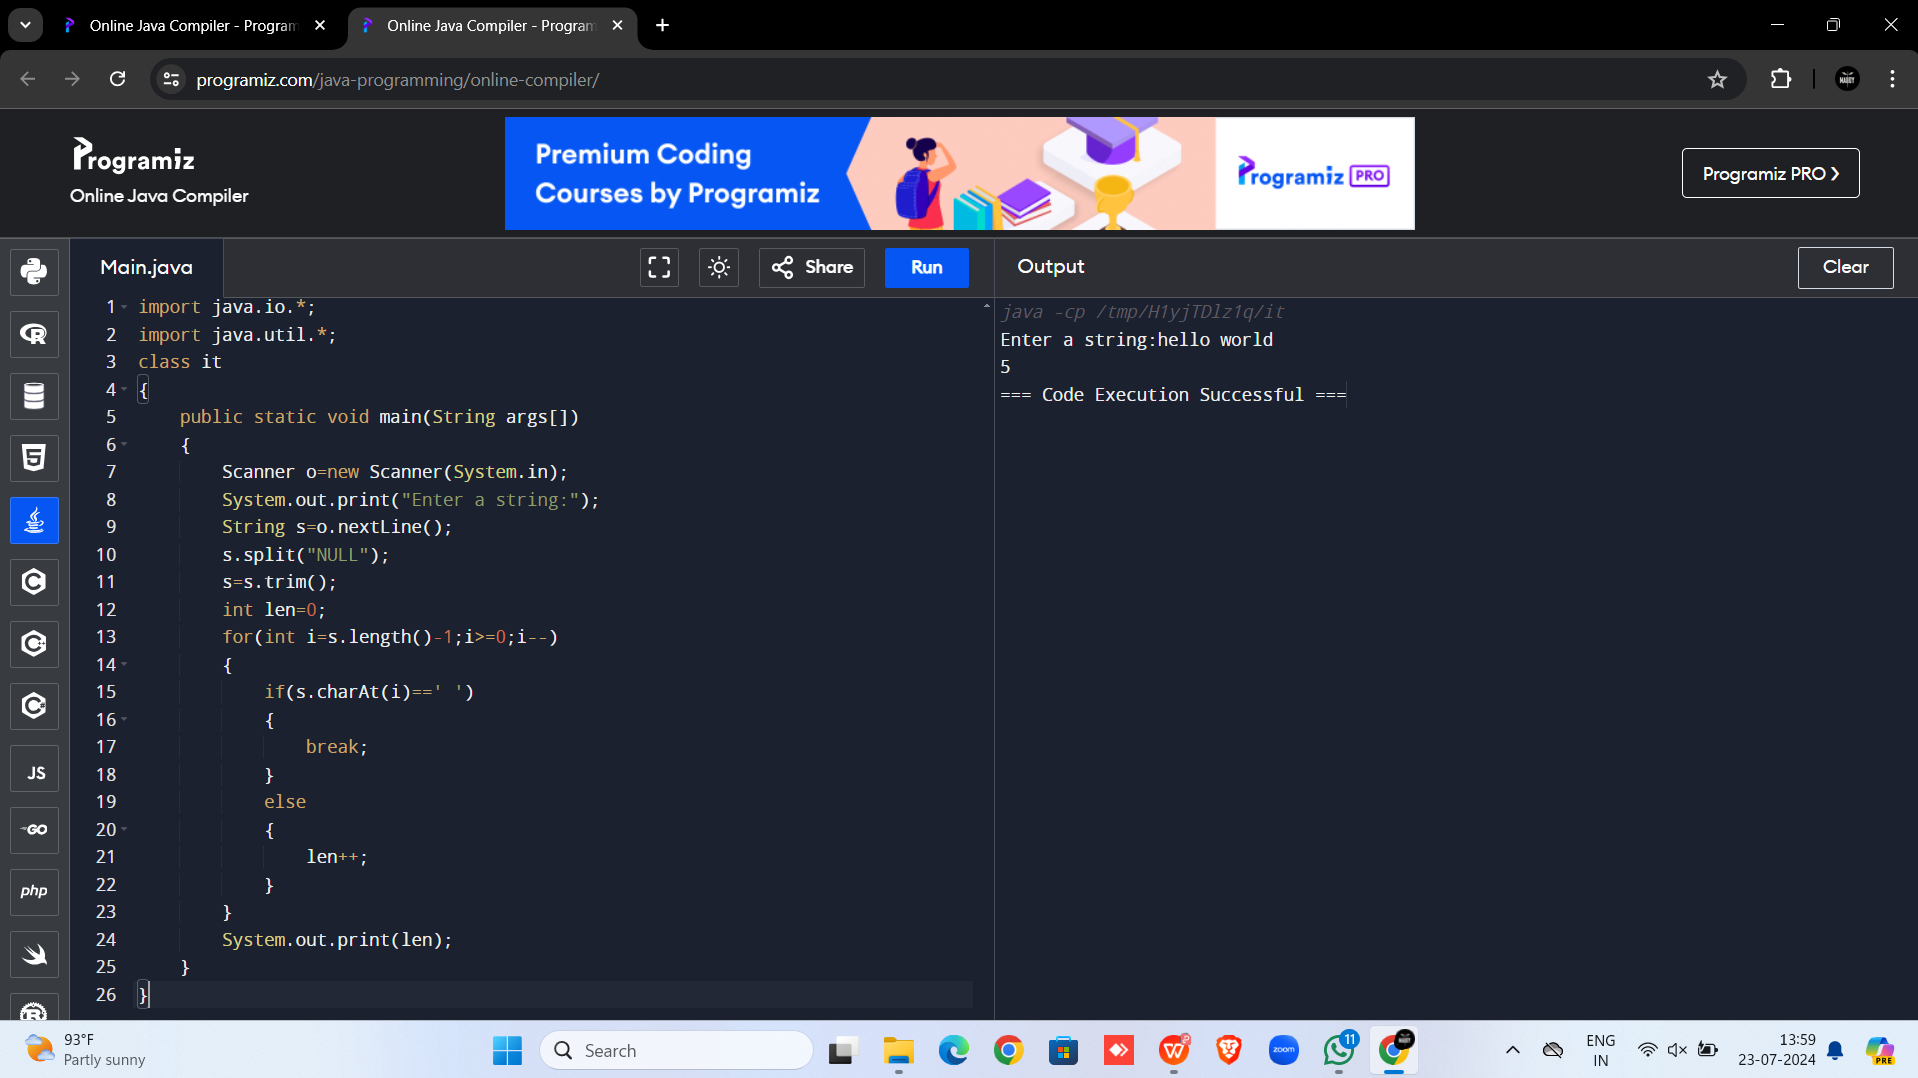 Online Java Compiler - Program
Online Java Compiler - Program
programiz.com/java-programming/online-compiler/
Programiz
Online Java Compiler
Premium Coding
Courses by Programiz
Programiz PRO
Programiz PRO
Main.java
Share
Run
Output
Clear
1 import java.io.*;
2 import java.util.*;
3 class it
4 {
5 public static void main(String args[])
6 {
7 Scanner o=new Scanner(System.in);
8 System.out.print("Enter a string:");
9 String s=o.nextLine();
10 s.split("NULL");
11 s=s.trim();
12 int len=0;
13 for(int i=s.length()-1;i>=0;i--)
14 {
15 if(s.charAt(i)==' ')
16 {
17 break;
18 }
19 else
20 {
21 len++;
22 }
23 }
24 System.out.print(len);
25 }
26 }
java -cp /tmp/H1yjTDlz1q/it
Enter a string:hello world
5
=== Code Execution Successful ===
JS
GO
php
93°F
Partly sunny
Search
zoom
11
ENG
IN
13:59
23-07-2024
PRE